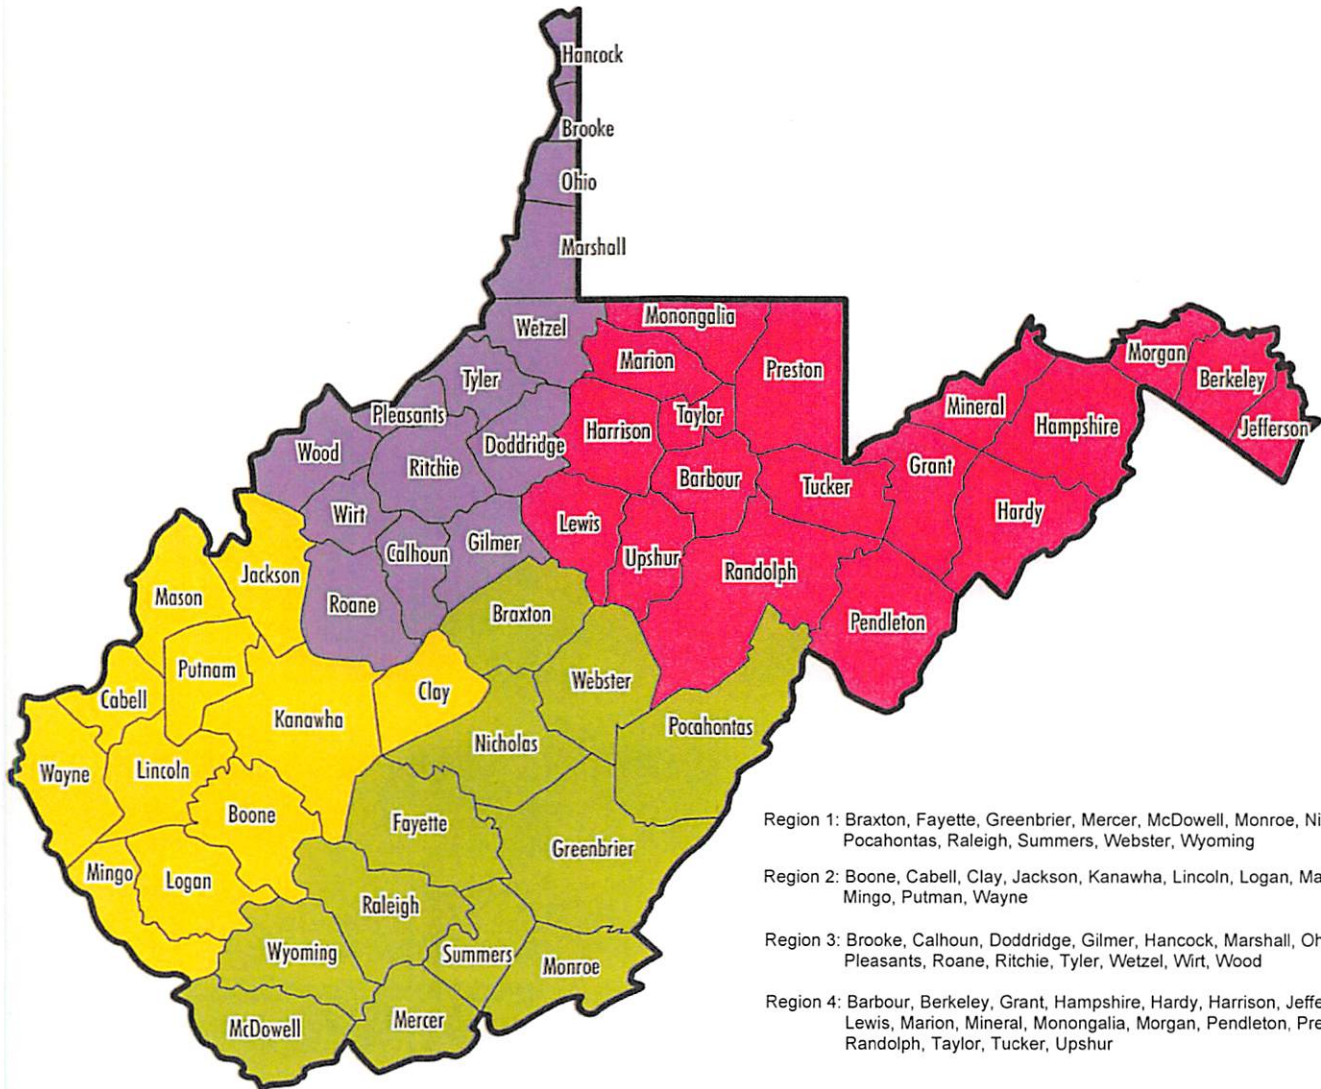 Hancock
Brooke
Ohio
Marshall
Wetzel
Monongalia
Marion
Preston
Tyler
Pleasants
Taylor
Harrison
Doddridge
Wood
Ritchie
Morgan
Berkeley
Mineral
Hampshire
Jefferson
Grant
Barbour
Tucker
Hardy
Wirt
Lewis
Gilmer
Calhoun
Upshur
Randolph
Jackson
Mason
Roane
Braxton
Pendleton
Putnam
Webster
Clay
Cabell
Kanawha
Pocahontas
Nicholas
Wayne
Lincoln
Boone
Fayette
Greenbrier
Mingo
Logan
Raleigh
Wyoming
Summers
Monroe
McDowell
Mercer
Region 1: Braxton, Fayette, Greenbrier, Mercer, McDowell, Monroe,
Pocahontas, Raleigh, Summers, Webster, Wyoming
Region 2: Boone, Cabell, Clay, Jackson, Kanawha, Lincoln, Logan,
Mingo, Putman, Wayne
Region 3: Brooke, Calhoun, Doddridge, Gilmer, Hancock, Marshall,
Pleasants, Roane, Ritchie, Tyler, Wetzel, Wirt, Wood
Region 4: Barbour, Berkeley, Grant, Hampshire, Hardy, Harrison,
Lewis, Marion, Mineral, Monongalia, Morgan, Pendleton,
Randolph, Taylor, Tucker, Upshur